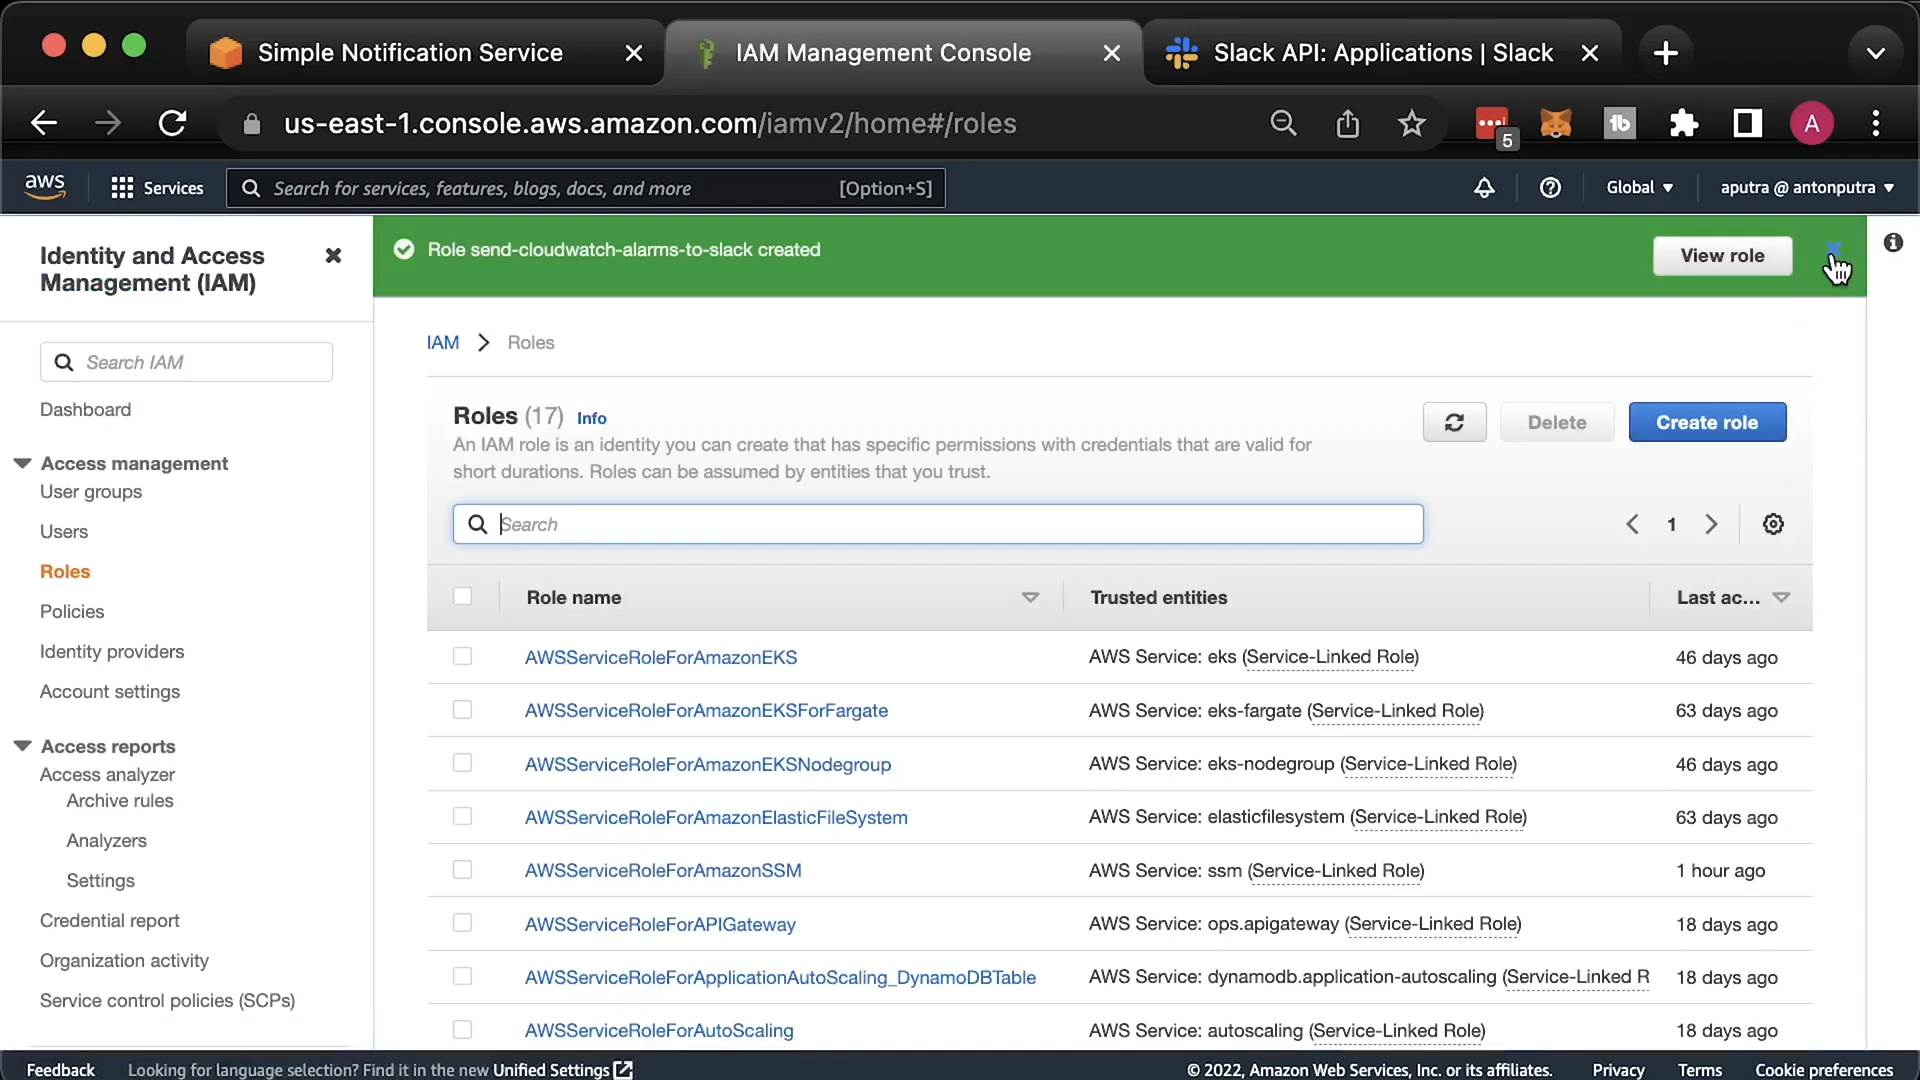 Simple Notification Service
IAM Management Console
Slack API: Applications | Slack
us-east-1.console.aws.amazon.com/iamv2/home#/roles
5
A
aws
Services
Search for services, features, blogs, docs, and more
[Option+S]
Global
aputra @ antonputra
Identity and Access
Management (IAM)
Search IAM
Dashboard
Access management
User groups
Users
Roles
Policies
Identity providers
Account settings
Access reports
Access analyzer
Archive rules
Analyzers
Settings
Credential report
Organization activity
Service control policies (SCPs)
Role send-cloudwatch-alarms-to-slack created
View role
IAM > Roles
Roles (17) Info
An IAM role is an identity you can create that has specific permissions with credentials that are valid for
short durations. Roles can be assumed by entities that you trust.
Delete
Create role
Search
1
Role name Trusted entities Last ac...
AWSServiceRoleForAmazonEKS AWS Service: eks (Service-Linked Role) 46 days ago
AWSServiceRoleForAmazonEKSForFargate AWS Service: eks-fargate (Service-Linked Role) 63 days ago
AWSServiceRoleForAmazonEKSNodegroup AWS Service: eks-nodegroup (Service-Linked Role) 46 days ago
AWSServiceRoleForAmazonElasticFileSystem AWS Service: elasticfilesystem (Service-Linked Role) 63 days ago
AWSServiceRoleForAmazonSSM AWS Service: ssm (Service-Linked Role) 1 hour ago
AWSServiceRoleForAPIGateway AWS Service: ops.apigateway (Service-Linked Role) 18 days ago
AWSServiceRoleForApplicationAutoScaling_DynamoDBTable AWS Service: dynamodb.application-autoscaling (Service-Linked R 18 days ago
AWSServiceRoleForAutoScaling AWS Service: autoscaling (Service-Linked Role) 18 days ago
Feedback
Looking for language selection? Find it in the new Unified Settings
© 2022, Amazon Web Services, Inc. or its affiliates.
Privacy
Terms
Cookie preferences